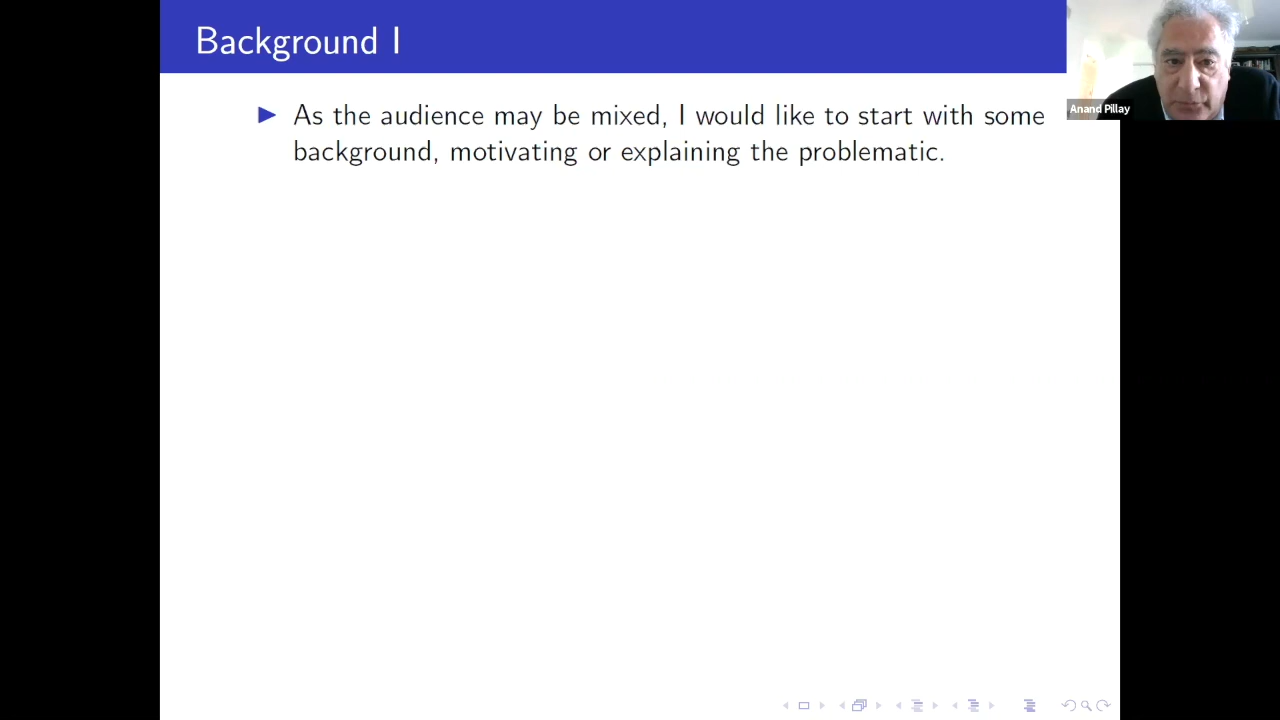 Background I
Anand Pillay
As the audience may be mixed, I would like to start with some
background, motivating or explaining the problematic.